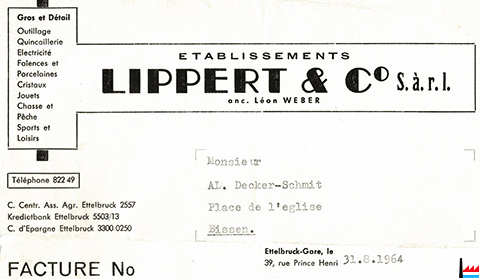 Gros et Détail
Outillage
Quincaillerie
Electricité
Faïences et
Porcelaines
Cristaux
Jouets
Chasse et
Pêche
Sports et
Loisirs
ETABLISSEMENTS
LIPPERT & Co S.à r.l.
anc. Léon WEBER
Téléphone 822 49
C. Centr. Ass. Agr. Ettelbruck 2557
Kredietbank Ettelbruck 5503/13
C. d'Epargne Ettelbruck 3300 0250
Monsieur
AL. Decker-Schmit
Place de l'eglise
Bissen.
Ettelbruck-Gare, le
39, rue Prince Henri 31.8.1964
FACTURE No